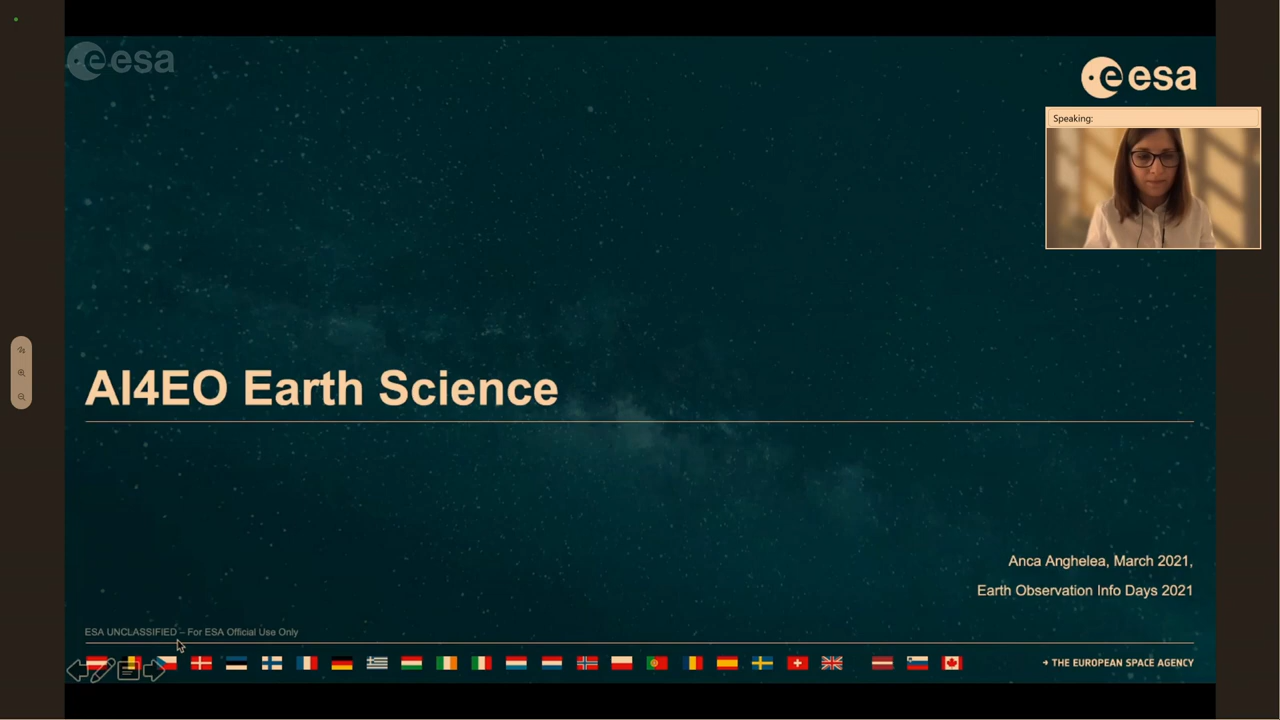 esa
esa
Speaking:
AI4EO Earth Science
Anca Anghelea, March 2021,
Earth Observation Info Days 2021
ESA UNCLASSIFIED – For ESA Official Use Only
→ THE EUROPEAN SPACE AGENCY